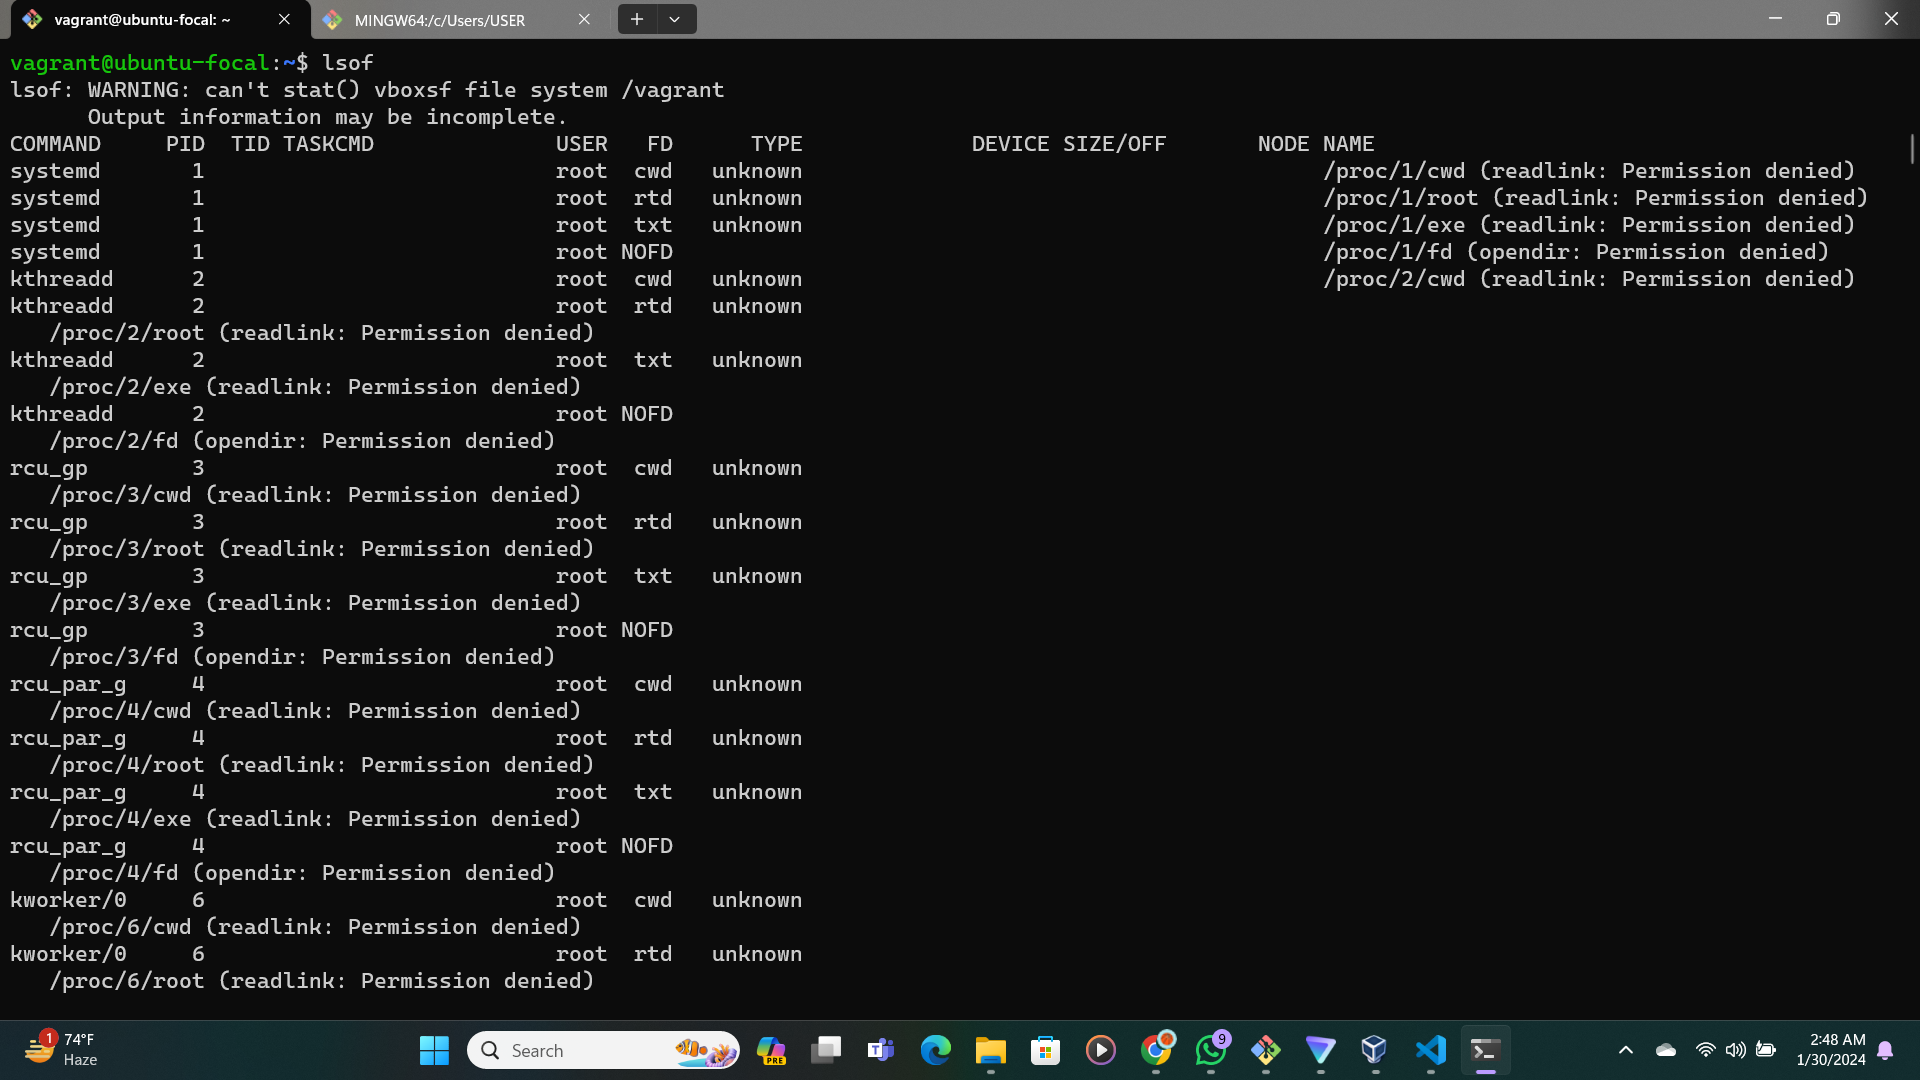 vagrant@ubuntu-focal: ~
MINGW64:/c/Users/USER
vagrant@ubuntu-focal:~$ lsof
lsof: WARNING: can't stat() vboxsf file system /vagrant
Output information may be incomplete.
COMMAND PID TID TASKCMD USER FD TYPE DEVICE SIZE/OFF NODE NAME
systemd 1 root cwd unknown /proc/1/cwd (readlink: Permission denied)
systemd 1 root rtd unknown /proc/1/root (readlink: Permission denied)
systemd 1 root txt unknown /proc/1/exe (readlink: Permission denied)
systemd 1 root NOFD /proc/1/fd (opendir: Permission denied)
kthreadd 2 root cwd unknown /proc/2/cwd (readlink: Permission denied)
kthreadd 2 root rtd unknown
/proc/2/root (readlink: Permission denied)
kthreadd 2 root txt unknown
/proc/2/exe (readlink: Permission denied)
kthreadd 2 root NOFD
/proc/2/fd (opendir: Permission denied)
rcu_gp 3 root cwd unknown
/proc/3/cwd (readlink: Permission denied)
rcu_gp 3 root rtd unknown
/proc/3/root (readlink: Permission denied)
rcu_gp 3 root txt unknown
/proc/3/exe (readlink: Permission denied)
rcu_gp 3 root NOFD
/proc/3/fd (opendir: Permission denied)
rcu_par_g 4 root cwd unknown
/proc/4/cwd (readlink: Permission denied)
rcu_par_g 4 root rtd unknown
/proc/4/root (readlink: Permission denied)
rcu_par_g 4 root txt unknown
/proc/4/exe (readlink: Permission denied)
rcu_par_g 4 root NOFD
/proc/4/fd (opendir: Permission denied)
kworker/0 6 root cwd unknown
/proc/6/cwd (readlink: Permission denied)
kworker/0 6 root rtd unknown
/proc/6/root (readlink: Permission denied)
1
74°F
Haze
Search
PRE
9
2:48 AM
1/30/2024